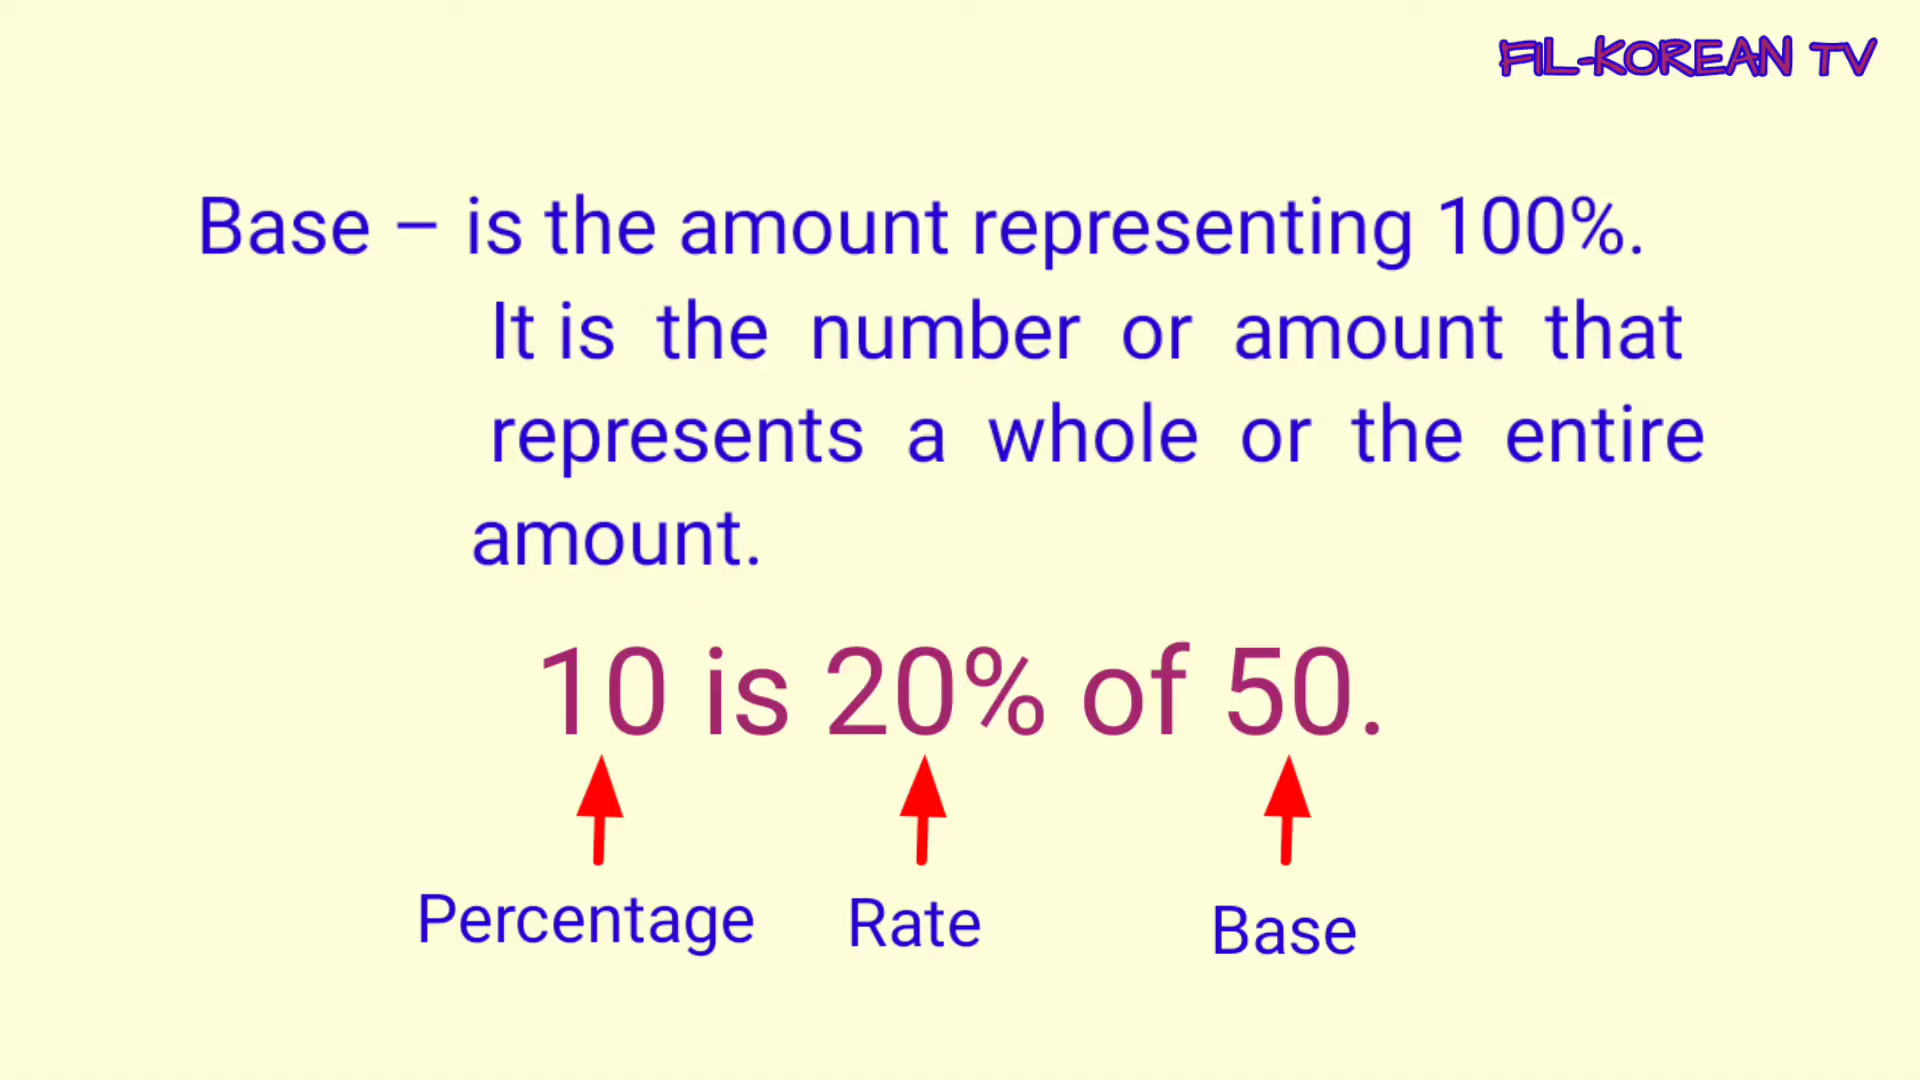 FIL-KOREAN TV
Base – is the amount representing 100%.
It is the number or amount that
represents a whole or the entire
amount.
10 is 20% of 50.
Percentage Rate Base